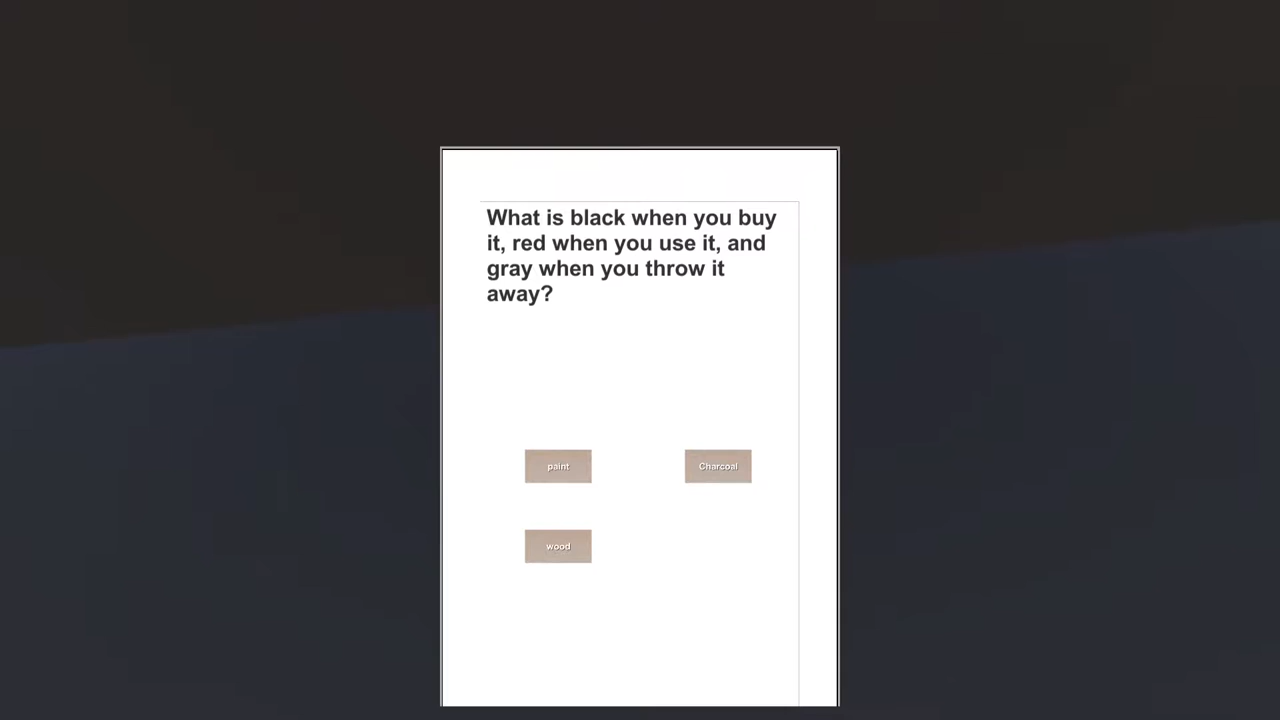 What is black when you buy
it, red when you use it, and
gray when you throw it
away?
paint
Charcoal
wood